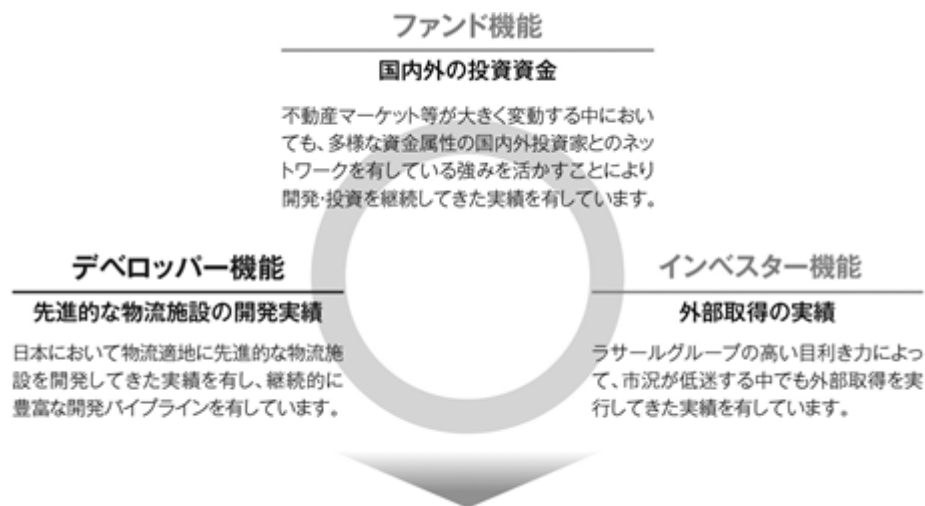 ファンド機能
国内外の投資資金
不動産マーケット等が大きく変動する中におい
ても、多様な資金属性の国内外投資家とのネッ
トワークを有している強みを活かすことにより
開発・投資を継続してきた実績を有しています。
デベロッパー機能
先進的な物流施設の開発実績
日本において物流適地に先進的な物流施
設を開発してきた実績を有し、継続的に
豊富な開発パイプラインを有しています。
インベスター機能
外部取得の実績
ラサールグループの高い目利き力によっ
て、市況が低迷する中でも外部取得を実
行してきた実績を有しています。